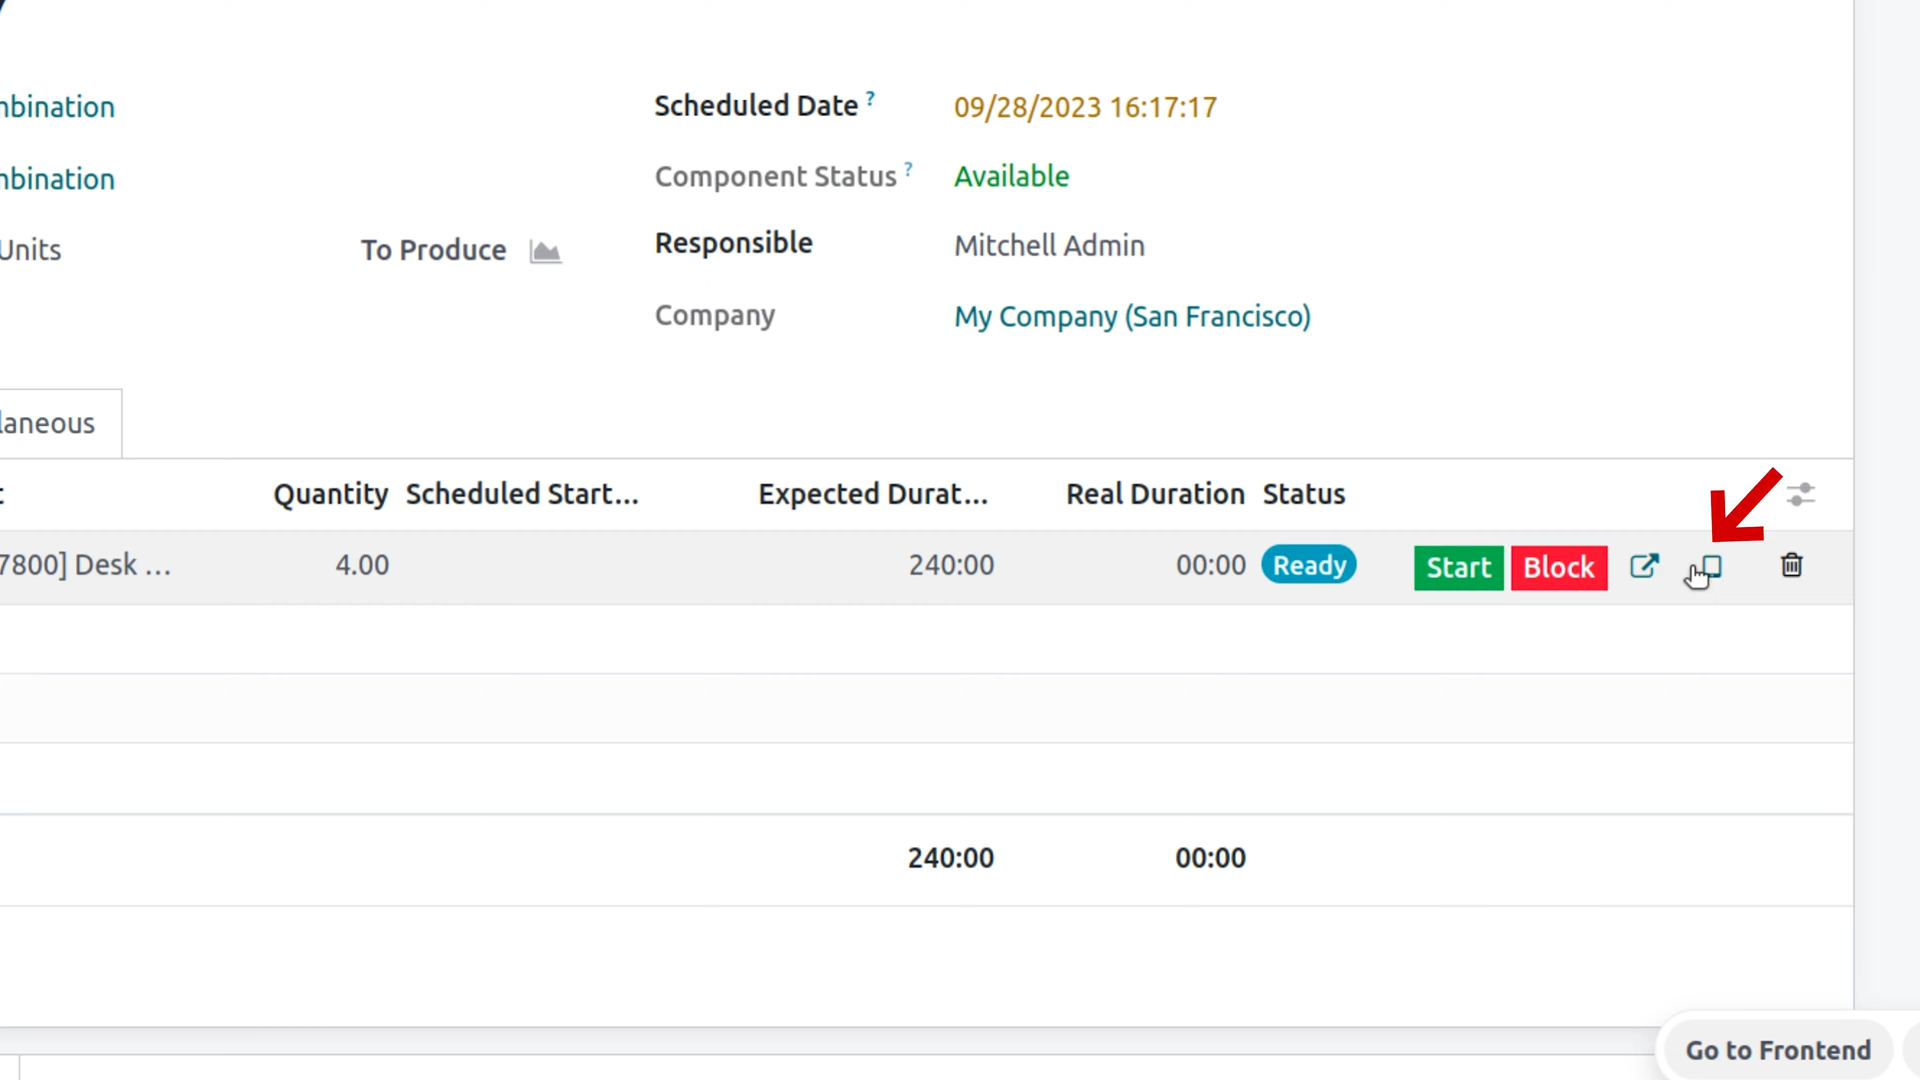 mbination
Scheduled Date ?
09/28/2023 16:17:17
mbination
Component Status ?
Available
Units
To Produce
Responsible
Mitchell Admin
Company
My Company (San Francisco)
laneous
Quantity
Scheduled Start...
Expected Durat...
Real Duration
Status
7800] Desk ...
4.00
240:00
00:00
Ready
Start
Block
240:00
00:00
Go to Frontend